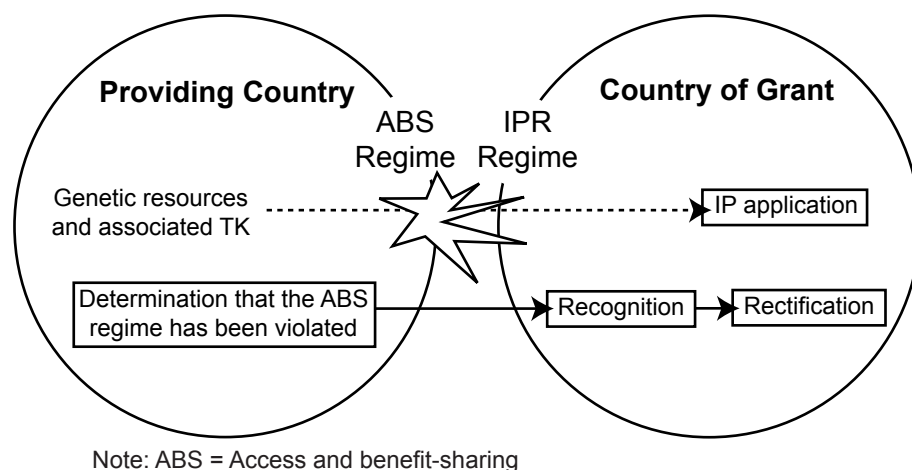 Providing Country
Country of Grant
ABS
Regime
IPR
Regime
Genetic resources
and associated TK
IP application
Determination that the ABS
regime has been violated
Recognition
Rectification
Note: ABS = Access and benefit-sharing